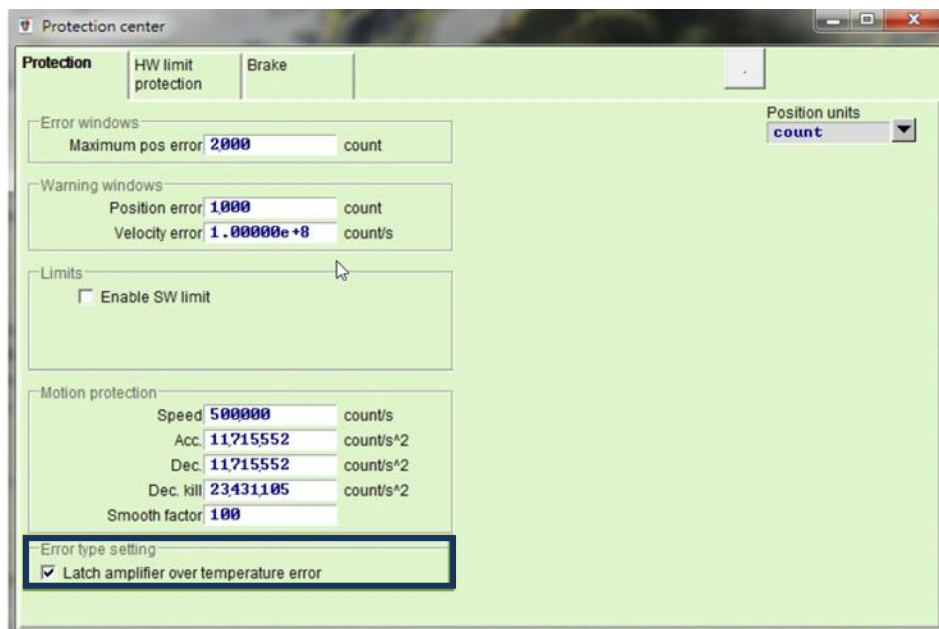 Protection center
Protection
HW limit
protection
Brake
.
Position units
count
Error windows
Maximum pos error 2,000 count
Warning windows
Position error 1,000 count
Velocity error 1.00000e+8 count/s
Limits
Enable SW limit
Motion protection
Speed 500,000 count/s
Acc. 11,715,552 count/s^2
Dec. 11,715,552 count/s^2
Dec. kill 23,431,105 count/s^2
Smooth factor 100
Error type setting
Latch amplifier over temperature error